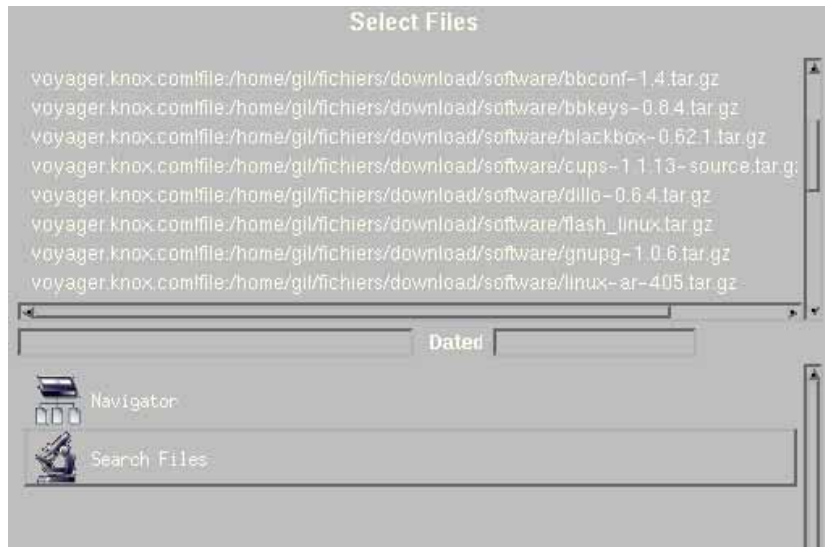 Select Files
voyager.knox.com!file:/home/gil/fichiers/download/software/bbconf-1.4.tar.gz
voyager.knox.com!file:/home/gil/fichiers/download/software/bbkeys-0.8.4.tar.gz
voyager.knox.com!file:/home/gil/fichiers/download/software/blackbox-0.62.1.tar.gz
voyager.knox.com!file:/home/gil/fichiers/download/software/cups-1.1.13-source.tar.g
voyager.knox.com!file:/home/gil/fichiers/download/software/dillo-0.6.4.tar.gz
voyager.knox.com!file:/home/gil/fichiers/download/software/flash_linux.tar.gz
voyager.knox.com!file:/home/gil/fichiers/download/software/gnupg-1.0.6.tar.gz
voyager.knox.com!file:/home/gil/fichiers/download/software/linux-ar-405.tar.gz
Dated
Navigator
Search Files